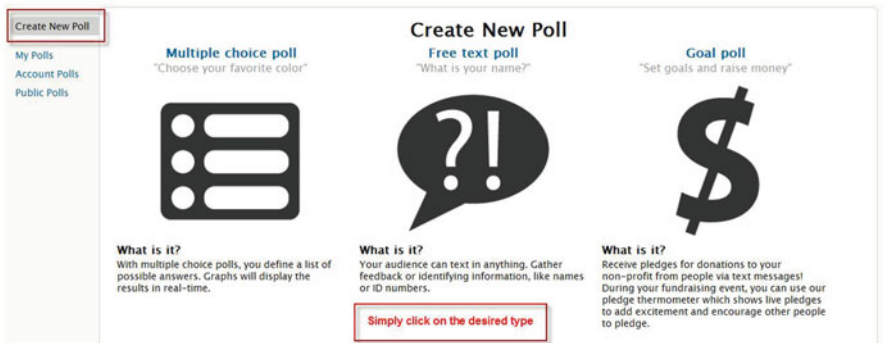 Create New Poll
My Polls
Account Polls
Public Polls
Create New Poll
Multiple choice poll
"Choose your favorite color"
What is it?
With multiple choice polls, you define a list of
possible answers. Graphs will display the
results in real-time.
Free text poll
"What is your name?"
?!
What is it?
Your audience can text in anything. Gather
feedback or identifying information, like names
or ID numbers.
Simply click on the desired type
Goal poll
"Set goals and raise money"
$
What is it?
Receive pledges for donations to your
non-profit from people via text messages!
During your fundraising event, you can use our
pledge thermometer which shows live pledges
to add excitement and encourage other people
to pledge.